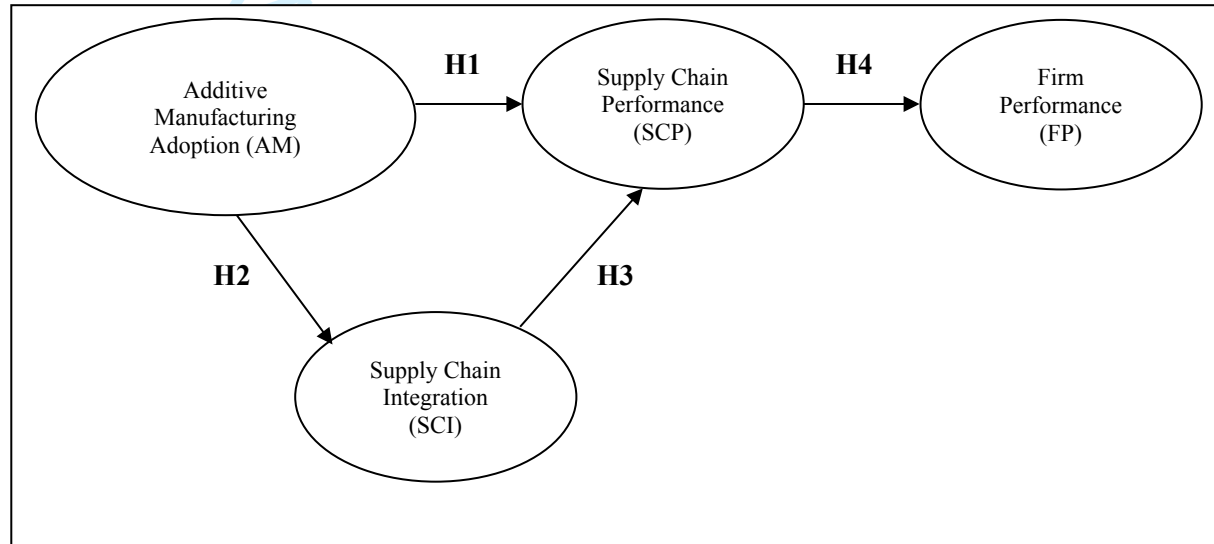 H1
H4
Additive
Manufacturing
Adoption (AM)
Supply Chain
Performance
(SCP)
Firm
Performance
(FP)
H2
H3
Supply Chain
Integration
(SCI)